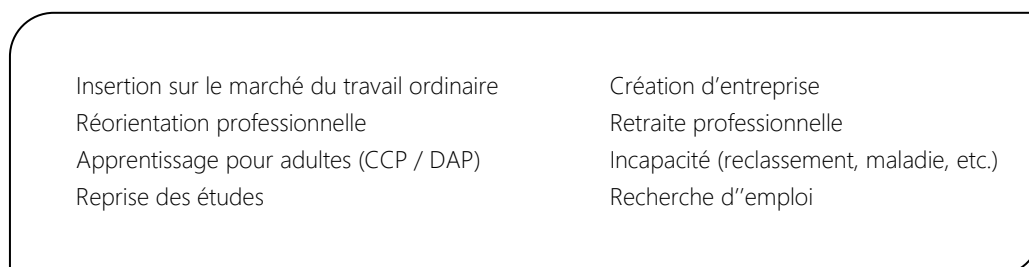 Insertion sur le marché du travail ordinaire
Réorientation professionnelle
Apprentissage pour adultes (CCP / DAP)
Reprise des études
Création d’entreprise
Retraite professionnelle
Incapacité (reclassement, maladie, etc.)
Recherche d’’emploi